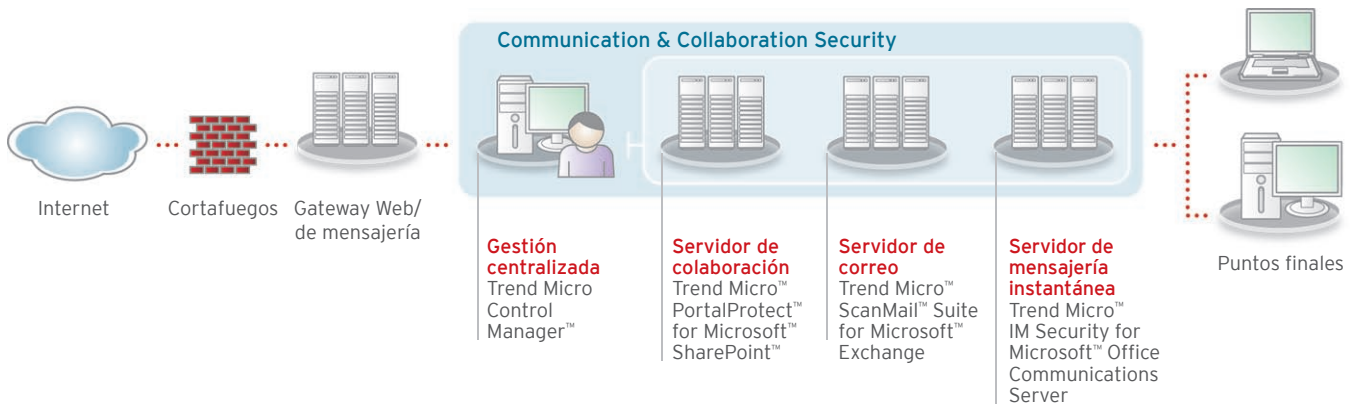 Communication & Collaboration Security
Internet
Cortafuegos
Gateway Web/
de mensajería
Gestión
centralizada
Trend Micro
Control
Manager™
Servidor de
colaboración
Trend Micro™
PortalProtect™
for Microsoft™
SharePoint™
Servidor de
correo
Trend Micro™
ScanMail™ Suite
for Microsoft™
Exchange
Servidor de
mensajería
instantánea
Trend Micro™
IM Security for
Microsoft™ Office
Communications
Server
Puntos finales